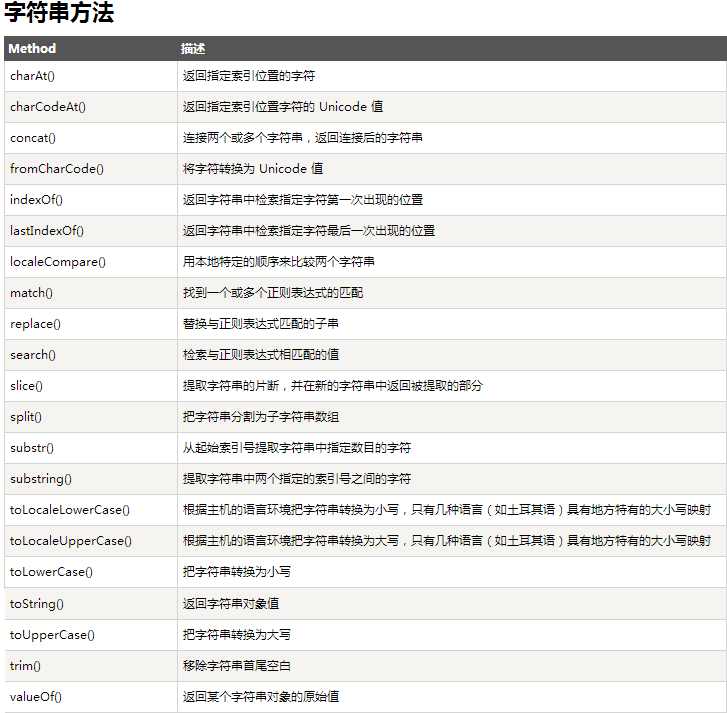 字符串方法
Method 描述
charAt() 返回指定索引位置的字符
charCodeAt() 返回指定索引位置字符的 Unicode 值
concat() 连接两个或多个字符串，返回连接后的字符串
fromCharCode() 将字符转换为 Unicode 值
indexOf() 返回字符串中检索指定字符第一次出现的位置
lastIndexOf() 返回字符串中检索指定字符最后一次出现的位置
localeCompare() 用本地特定的顺序来比较两个字符串
match() 找到一个或多个正则表达式的匹配
replace() 替换与正则表达式匹配的子串
search() 检索与正则表达式相匹配的值
slice() 提取字符串的片断，并在新的字符串中返回被提取的部分
split() 把字符串分割为子字符串数组
substr() 从起始索引号提取字符串中指定数目的字符
substring() 提取字符串中两个指定的索引号之间的字符
toLocaleLowerCase() 根据主机的语言环境把字符串转换为小写，只有几种语言（如土耳其语）具有地方特有的大小写映射
toLocaleUpperCase() 根据主机的语言环境把字符串转换为大写，只有几种语言（如土耳其语）具有地方特有的大小写映射
toLowerCase() 把字符串转换为小写
toString() 返回字符串对象值
toUpperCase() 把字符串转换为大写
trim() 移除字符串首尾空白
valueOf() 返回某个字符串对象的原始值